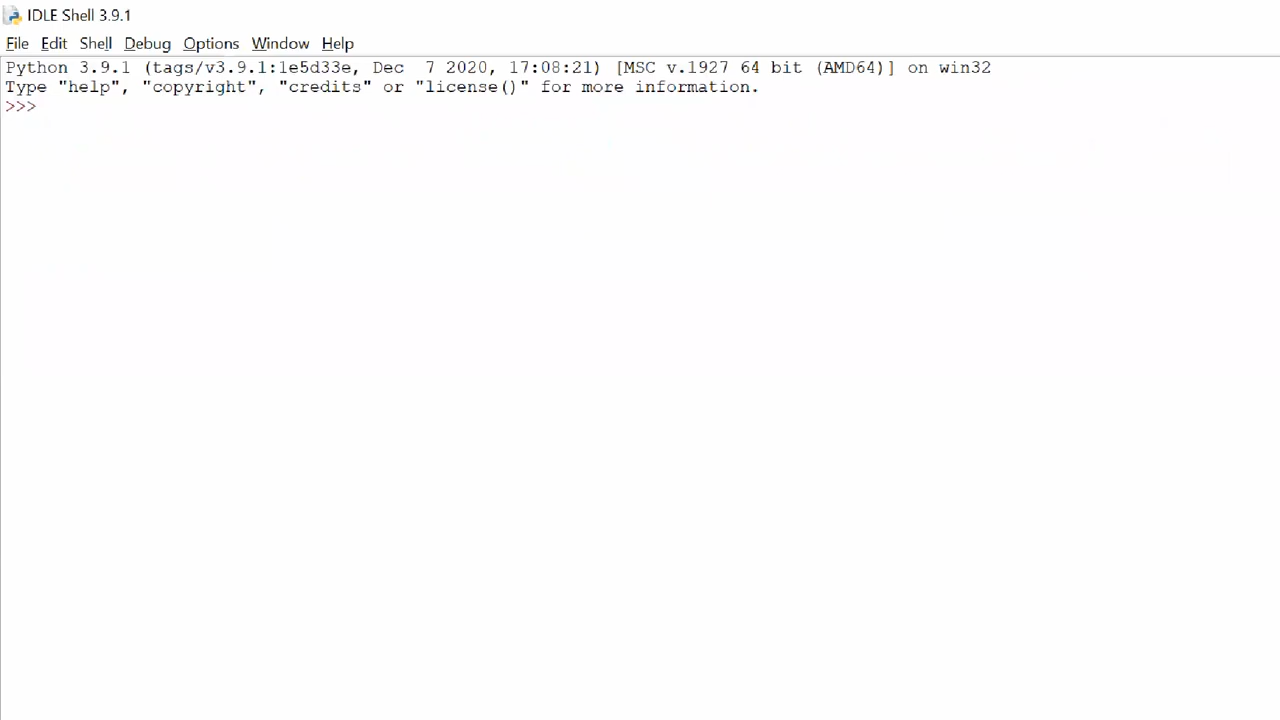 IDLE Shell 3.9.1
File Edit Shell Debug Options Window Help
Python 3.9.1 (tags/v3.9.1:1e5d33e, Dec  7 2020, 17:08:21) [MSC v.1927 64 bit (AMD64)] on win32
Type "help", "copyright", "credits" or "license()" for more information.
>>>